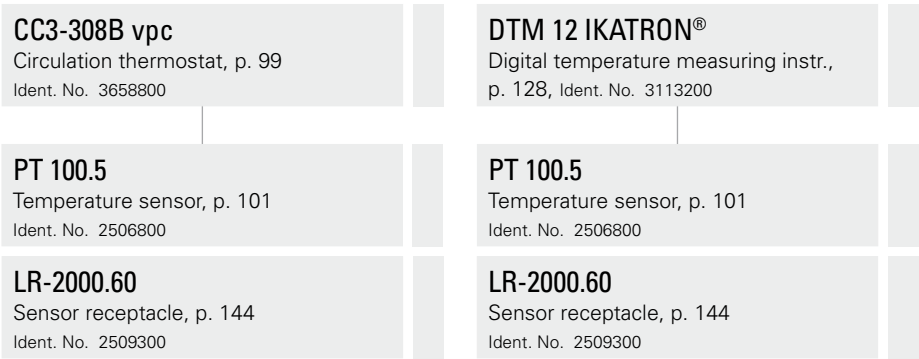 CC3-308B vpc
Circulation thermostat, p. 99
Ident. No. 3658800
PT 100.5
Temperature sensor, p. 101
Ident. No. 2506800
LR-2000.60
Sensor receptacle, p. 144
Ident. No. 2509300
DTM 12 IKATRON®
Digital temperature measuring instr.,
p. 128, Ident. No. 3113200
PT 100.5
Temperature sensor, p. 101
Ident. No. 2506800
LR-2000.60
Sensor receptacle, p. 144
Ident. No. 2509300